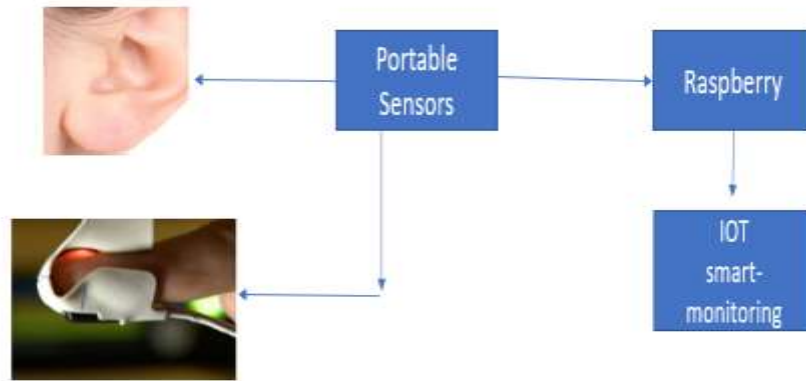 Portable
Sensors
Raspberry
IOT
smart-
monitoring